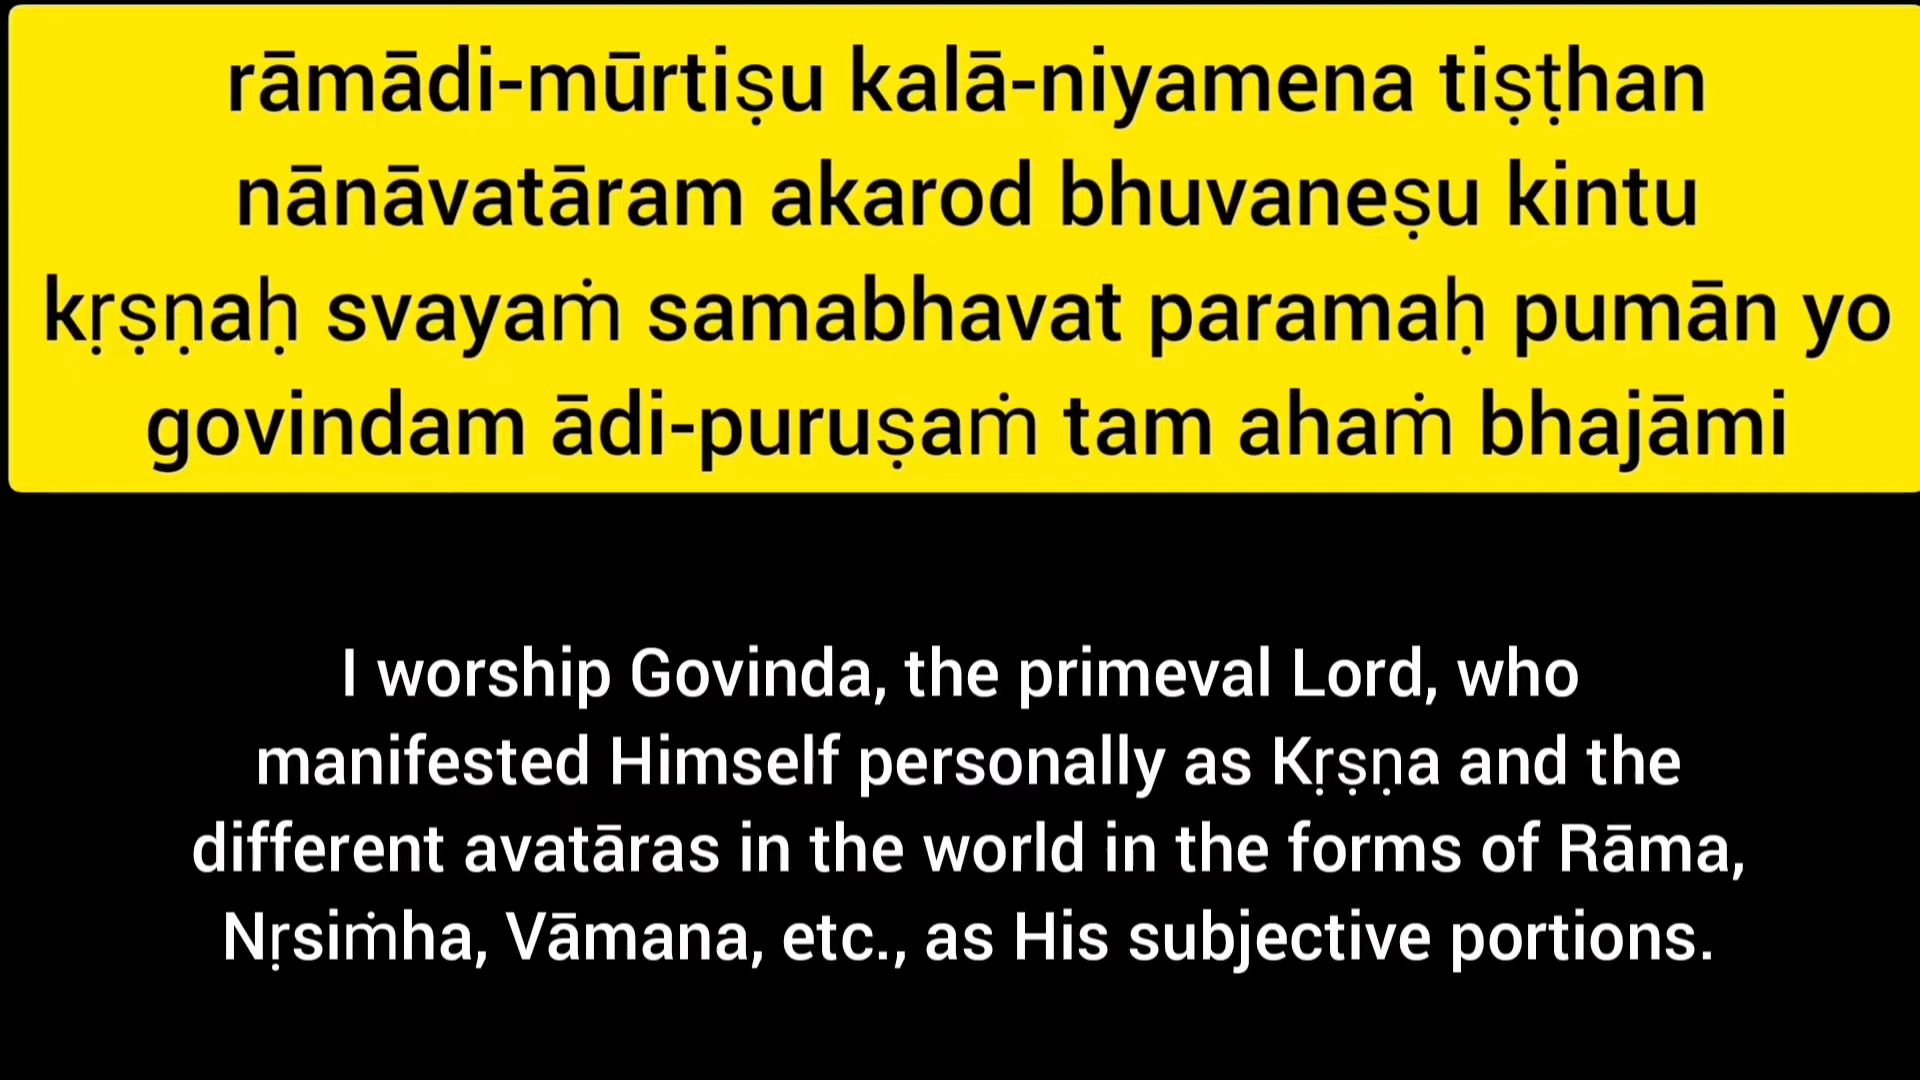 rāmādi-mūrtiṣu kalā-niyamena tiṣṭhan
nānāvatāram akarod bhuvaneṣu kintu
kṛṣṇaḥ svayaṁ samabhavat paramaḥ pumān yo
govindam ādi-puruṣaṁ tam ahaṁ bhajāmi
I worship Govinda, the primeval Lord, who
manifested Himself personally as Kṛṣṇa and the
different avatāras in the world in the forms of Rāma,
Nṛsiṁha, Vāmana, etc., as His subjective portions.